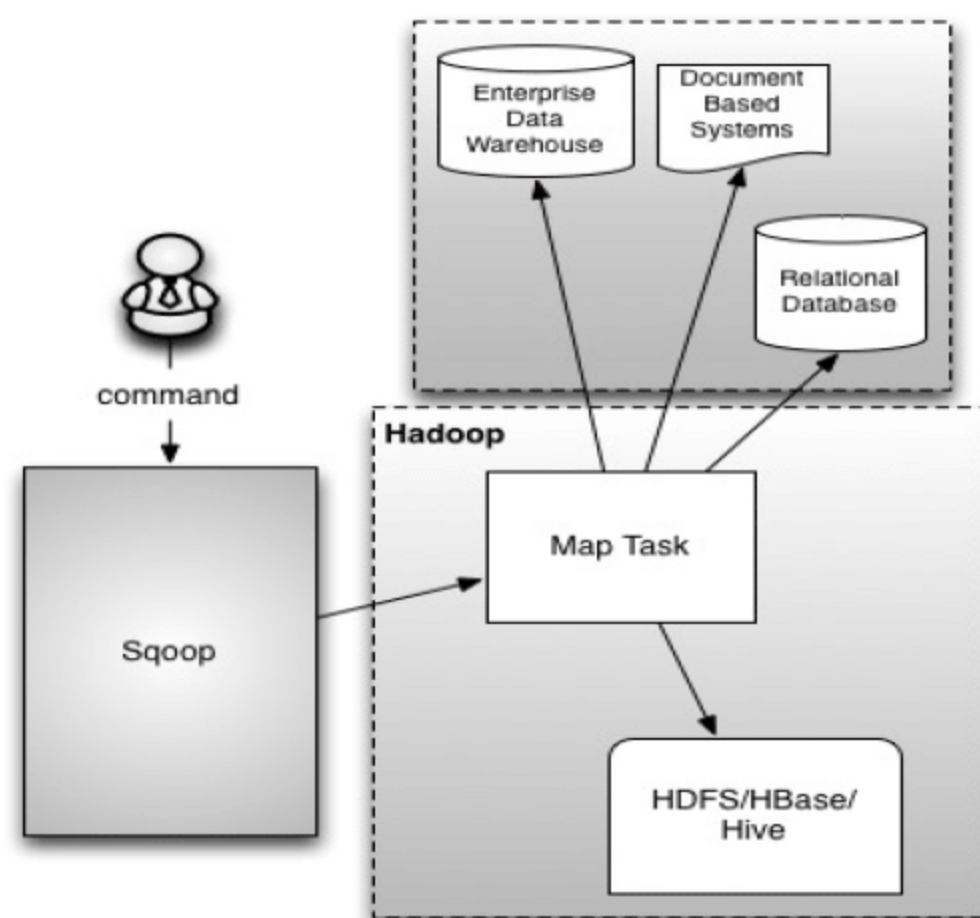 Enterprise
Data
Warehouse
Document
Based
Systems
Relational
Database
command
Hadoop
Map Task
Sqoop
HDFS/HBase/
Hive